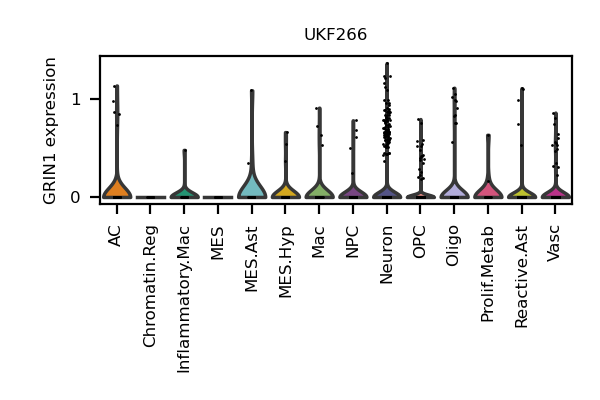 UKF266
GRIN1 expression
1
0
AC
Chromatin.Reg
Inflammatory.Mac
MES
MES.Ast
MES.Hyp
Mac
NPC
Neuron
OPC
Oligo
Prolif.Metab
Reactive.Ast
Vasc